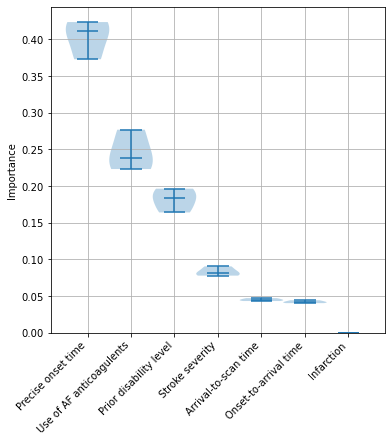 0.40
0.35
0.30
0.25
0.20
0.15
0.10
0.05
0.00
Importance
Precise onset time
Use of AF anticoagulents
Prior disability level
Stroke severity
Arrival-to-scan time
Onset-to-arrival time
Infarction